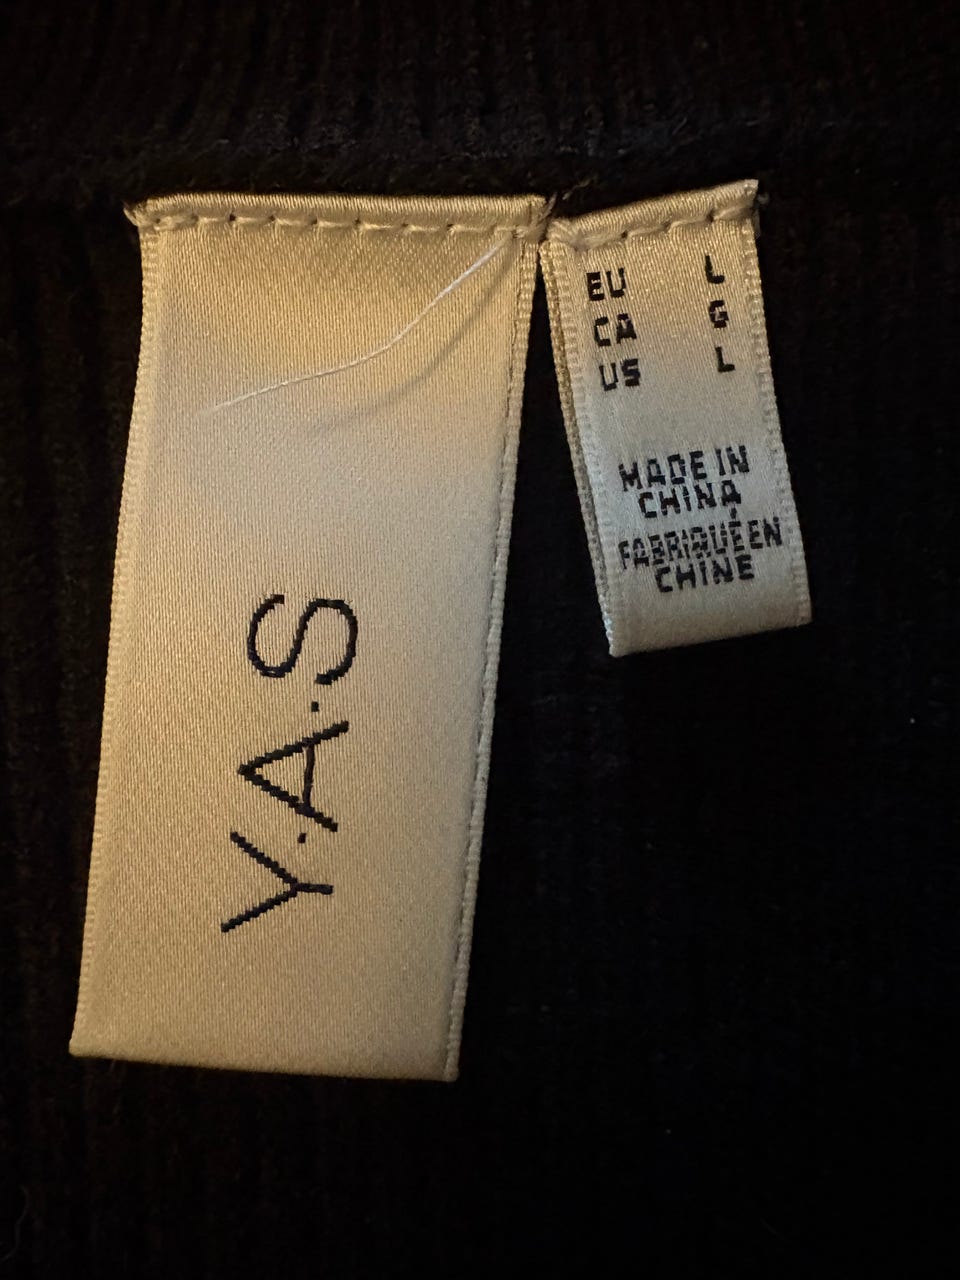 Y.A.S
EU L
CA G
US L
MADE IN
CHINA
FABRIQUÉ EN
CHINE